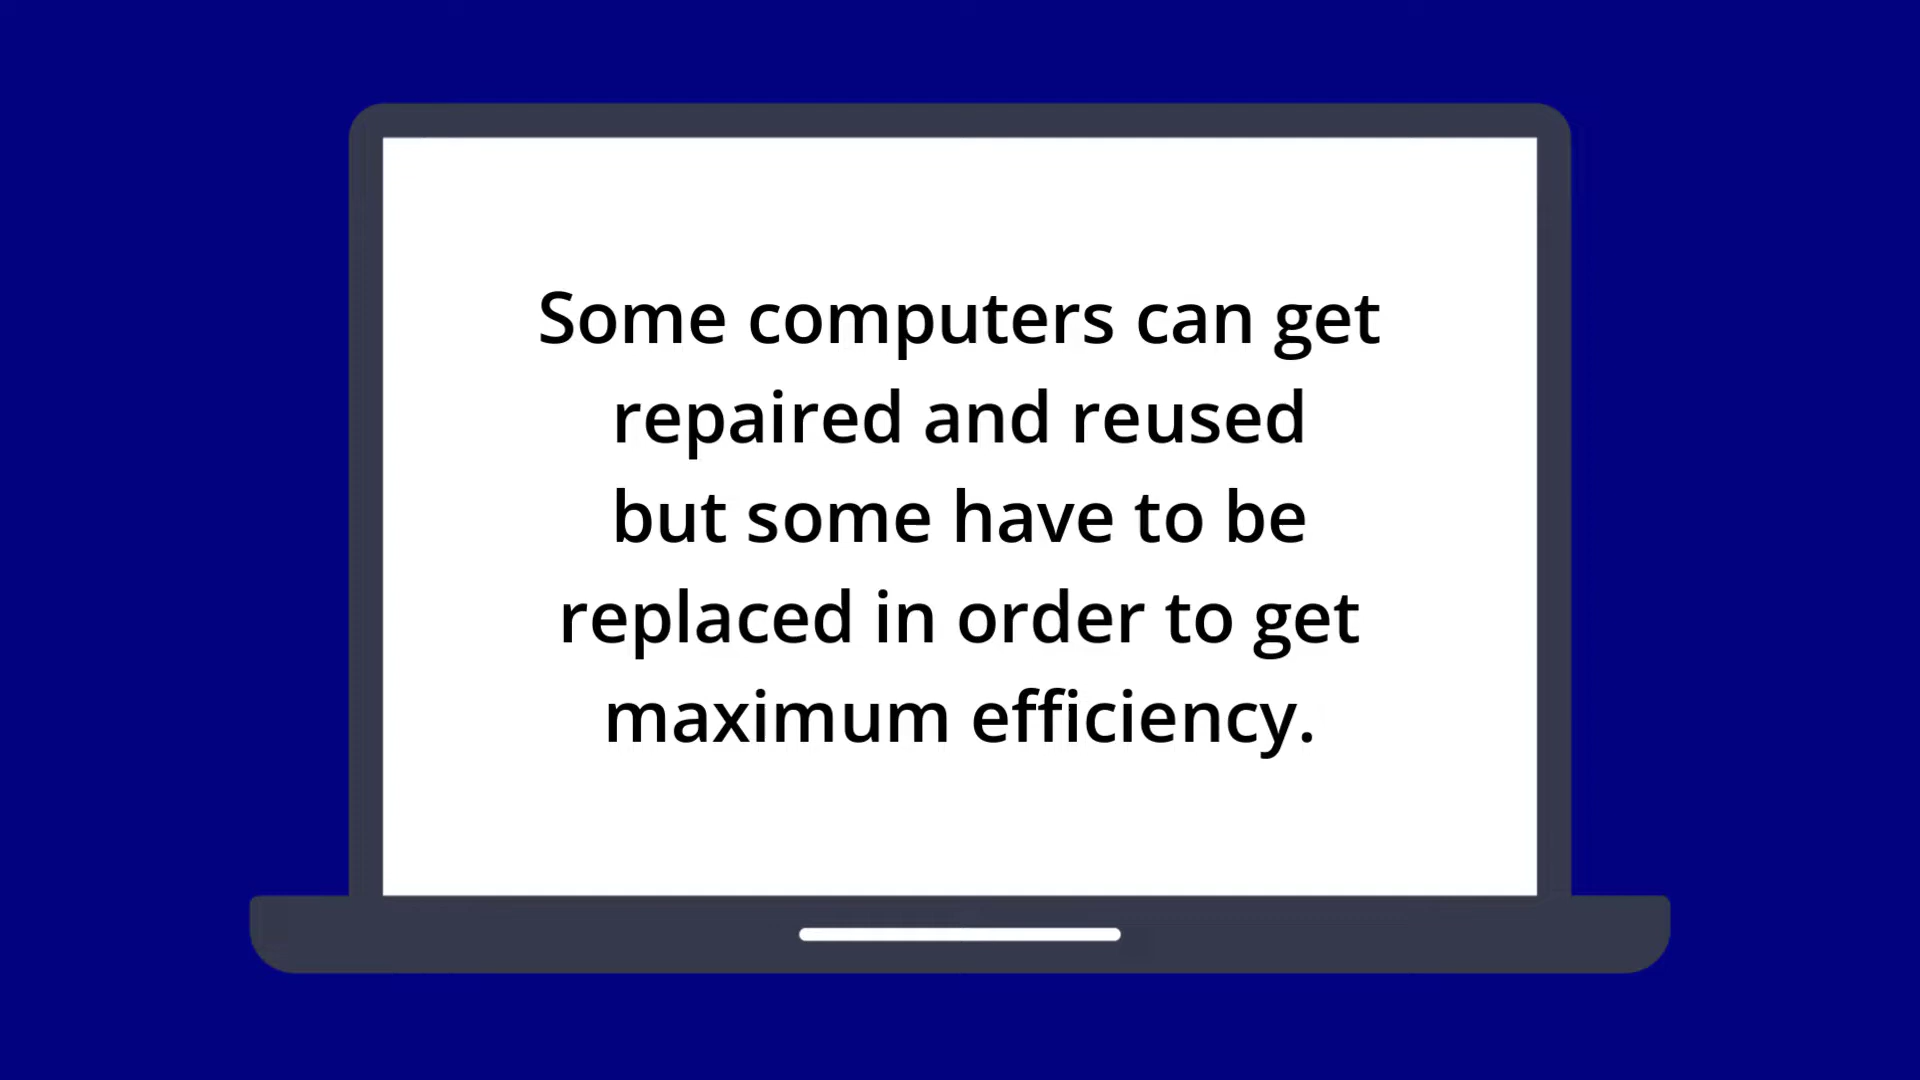 Some computers can get
repaired and reused
but some have to be
replaced in order to get
maximum efficiency.